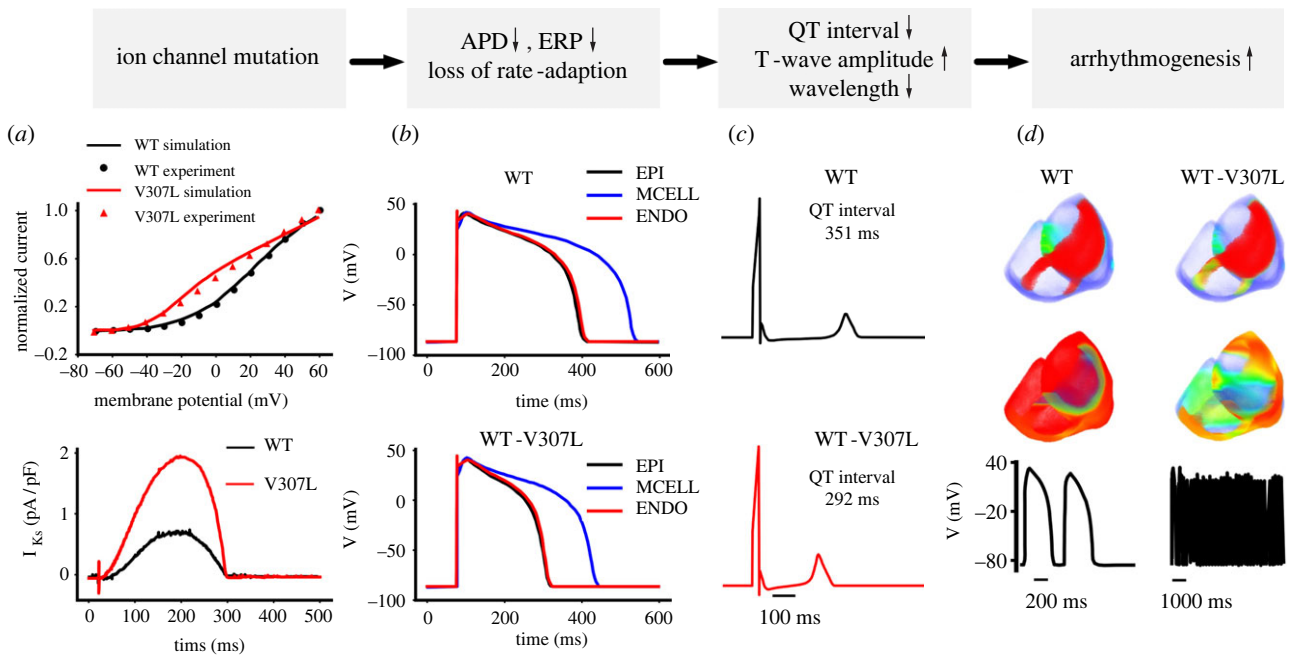 ion channel mutation
APD↓, ERP↓
loss of rate-adaption
QT interval↓
T-wave amplitude↑
wavelength↓
arrhythmogenesis↑
(a)
WT simulation
WT experiment
V307L simulation
V307L experiment
normalized current
1.0
0.6
0.2
−0.2
−80 −60 −40 −20 0 20 40 60
membrane potential (mV)
WT
V307L
I Ks (pA/pF)
2
1
0
0 100 200 300 400 500
tims (ms)
(b)
WT
EPI
MCELL
ENDO
V (mV)
50
0
−50
−100
0 200 400 600
time (ms)
WT-V307L
EPI
MCELL
ENDO
V (mV)
50
0
−50
−100
0 200 400 600
time (ms)
(c)
WT
QT interval
351 ms
WT-V307L
QT interval
292 ms
100 ms
(d)
WT
WT-V307L
V (mV)
40
−20
−80
200 ms
1000 ms